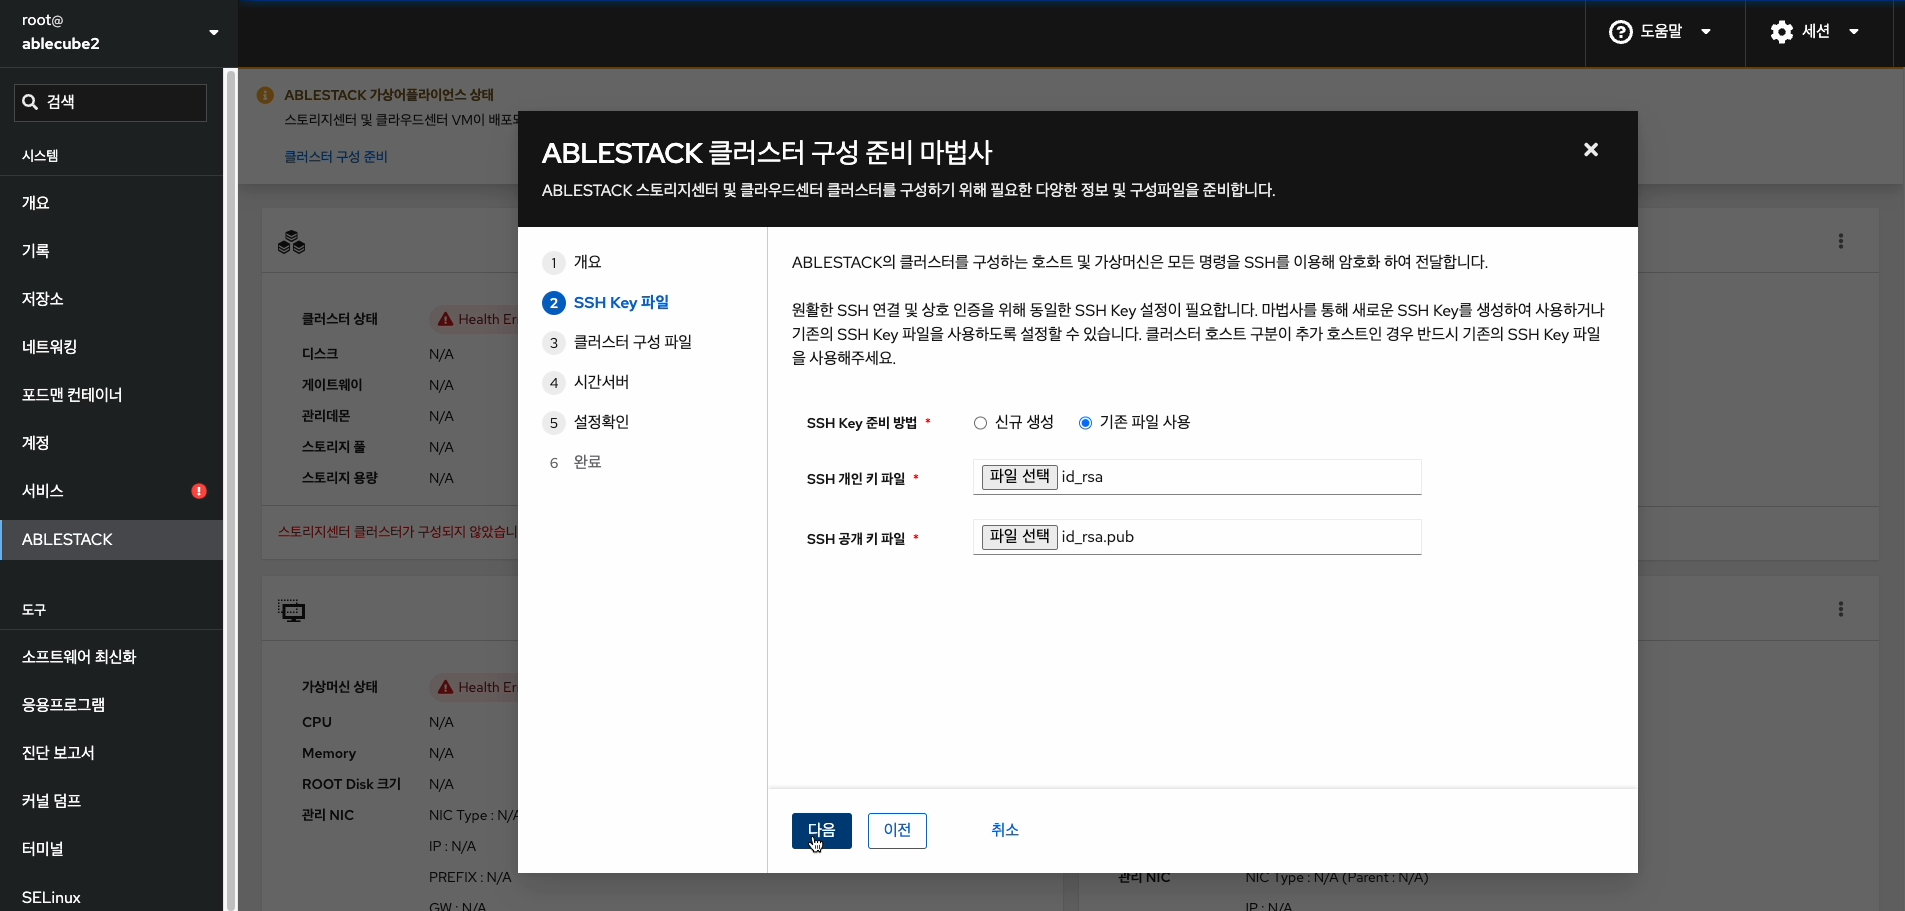 root@
ablecube2
도움말
세션
검색
시스템
개요
기록
저장소
네트워킹
포드맨 컨테이너
계정
서비스
ABLESTACK
도구
소프트웨어 최신화
응용프로그램
진단 보고서
커널 덤프
터미널
SELinux
ABLESTACK 가상어플라이언스 상태
스토리지센터 및 클라우드센터 VM이
클러스터 구성 준비
클러스터 상태
Health
디스크 N/A
게이트웨이 N/A
관리데몬 N/A
스토리지 풀 N/A
스토리지 용량 N/A
스토리지센터 클러스터가 구성되지
가상머신 상태
Health
CPU N/A
Memory N/A
ROOT Disk 크기 N/A
관리 NIC NIC Type : N/A
IP : N/A
PREFIX : N/A
GW : N/A
ABLESTACK 클러스터 구성 준비 마법사
ABLESTACK 스토리지센터 및 클라우드센터 클러스터를 구성하기 위해 필요한 다양한 정보 및 구성파일을 준비합니다.
1 개요
2 SSH Key 파일
3 클러스터 구성 파일
4 시간서버
5 설정확인
6 완료
ABLESTACK의 클러스터를 구성하는 호스트 및 가상머신은 모든 명령을 SSH를 이용해 암호화 하여 전달합니다.
원활한 SSH 연결 및 상호 인증을 위해 동일한 SSH Key 설정이 필요합니다. 마법사를 통해 새로운 SSH Key를 생성하여 사용하거나
기존의 SSH Key 파일을 사용하도록 설정할 수 있습니다. 클러스터 호스트 구분이 추가 호스트인 경우 반드시 기존의 SSH Key 파일
을 사용해주세요.
SSH Key 준비 방법 * 신규 생성 기존 파일 사용
SSH 개인 키 파일 * 파일 선택 id_rsa
SSH 공개 키 파일 * 파일 선택 id_rsa.pub
다음 이전 취소
관리 NIC NIC Type : N/A (Parent : N/A)
IP : N/A